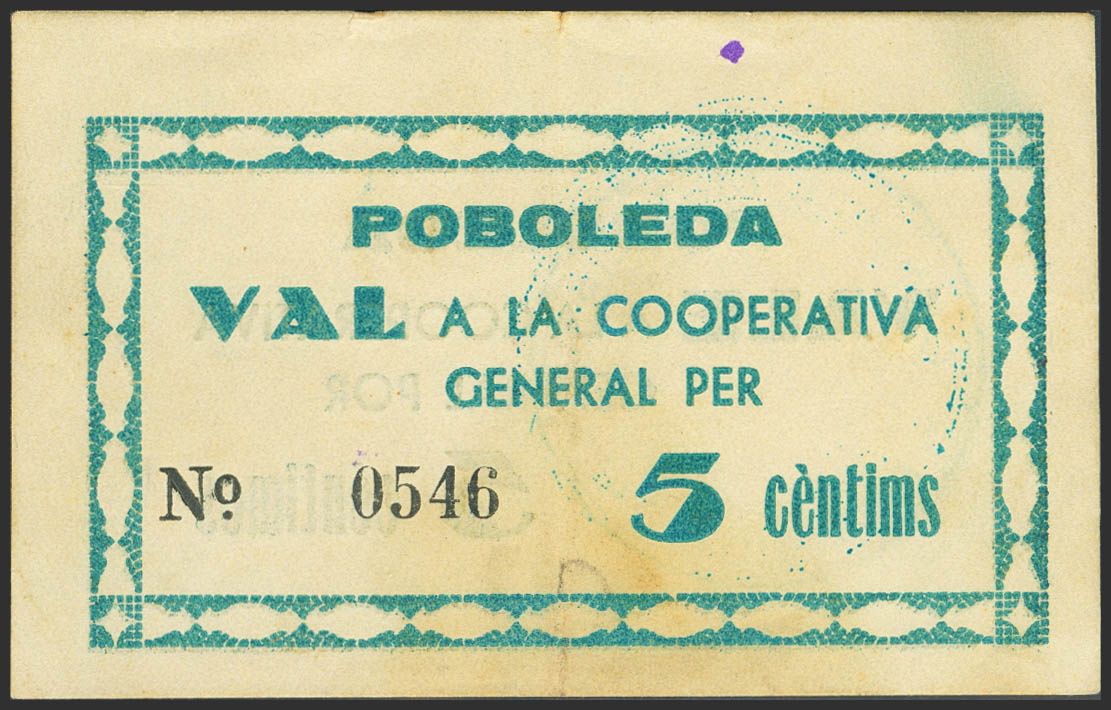 POBOLEDA
VAL A LA COOPERATIVA
GENERAL PER
Nº 0546 5 cèntims